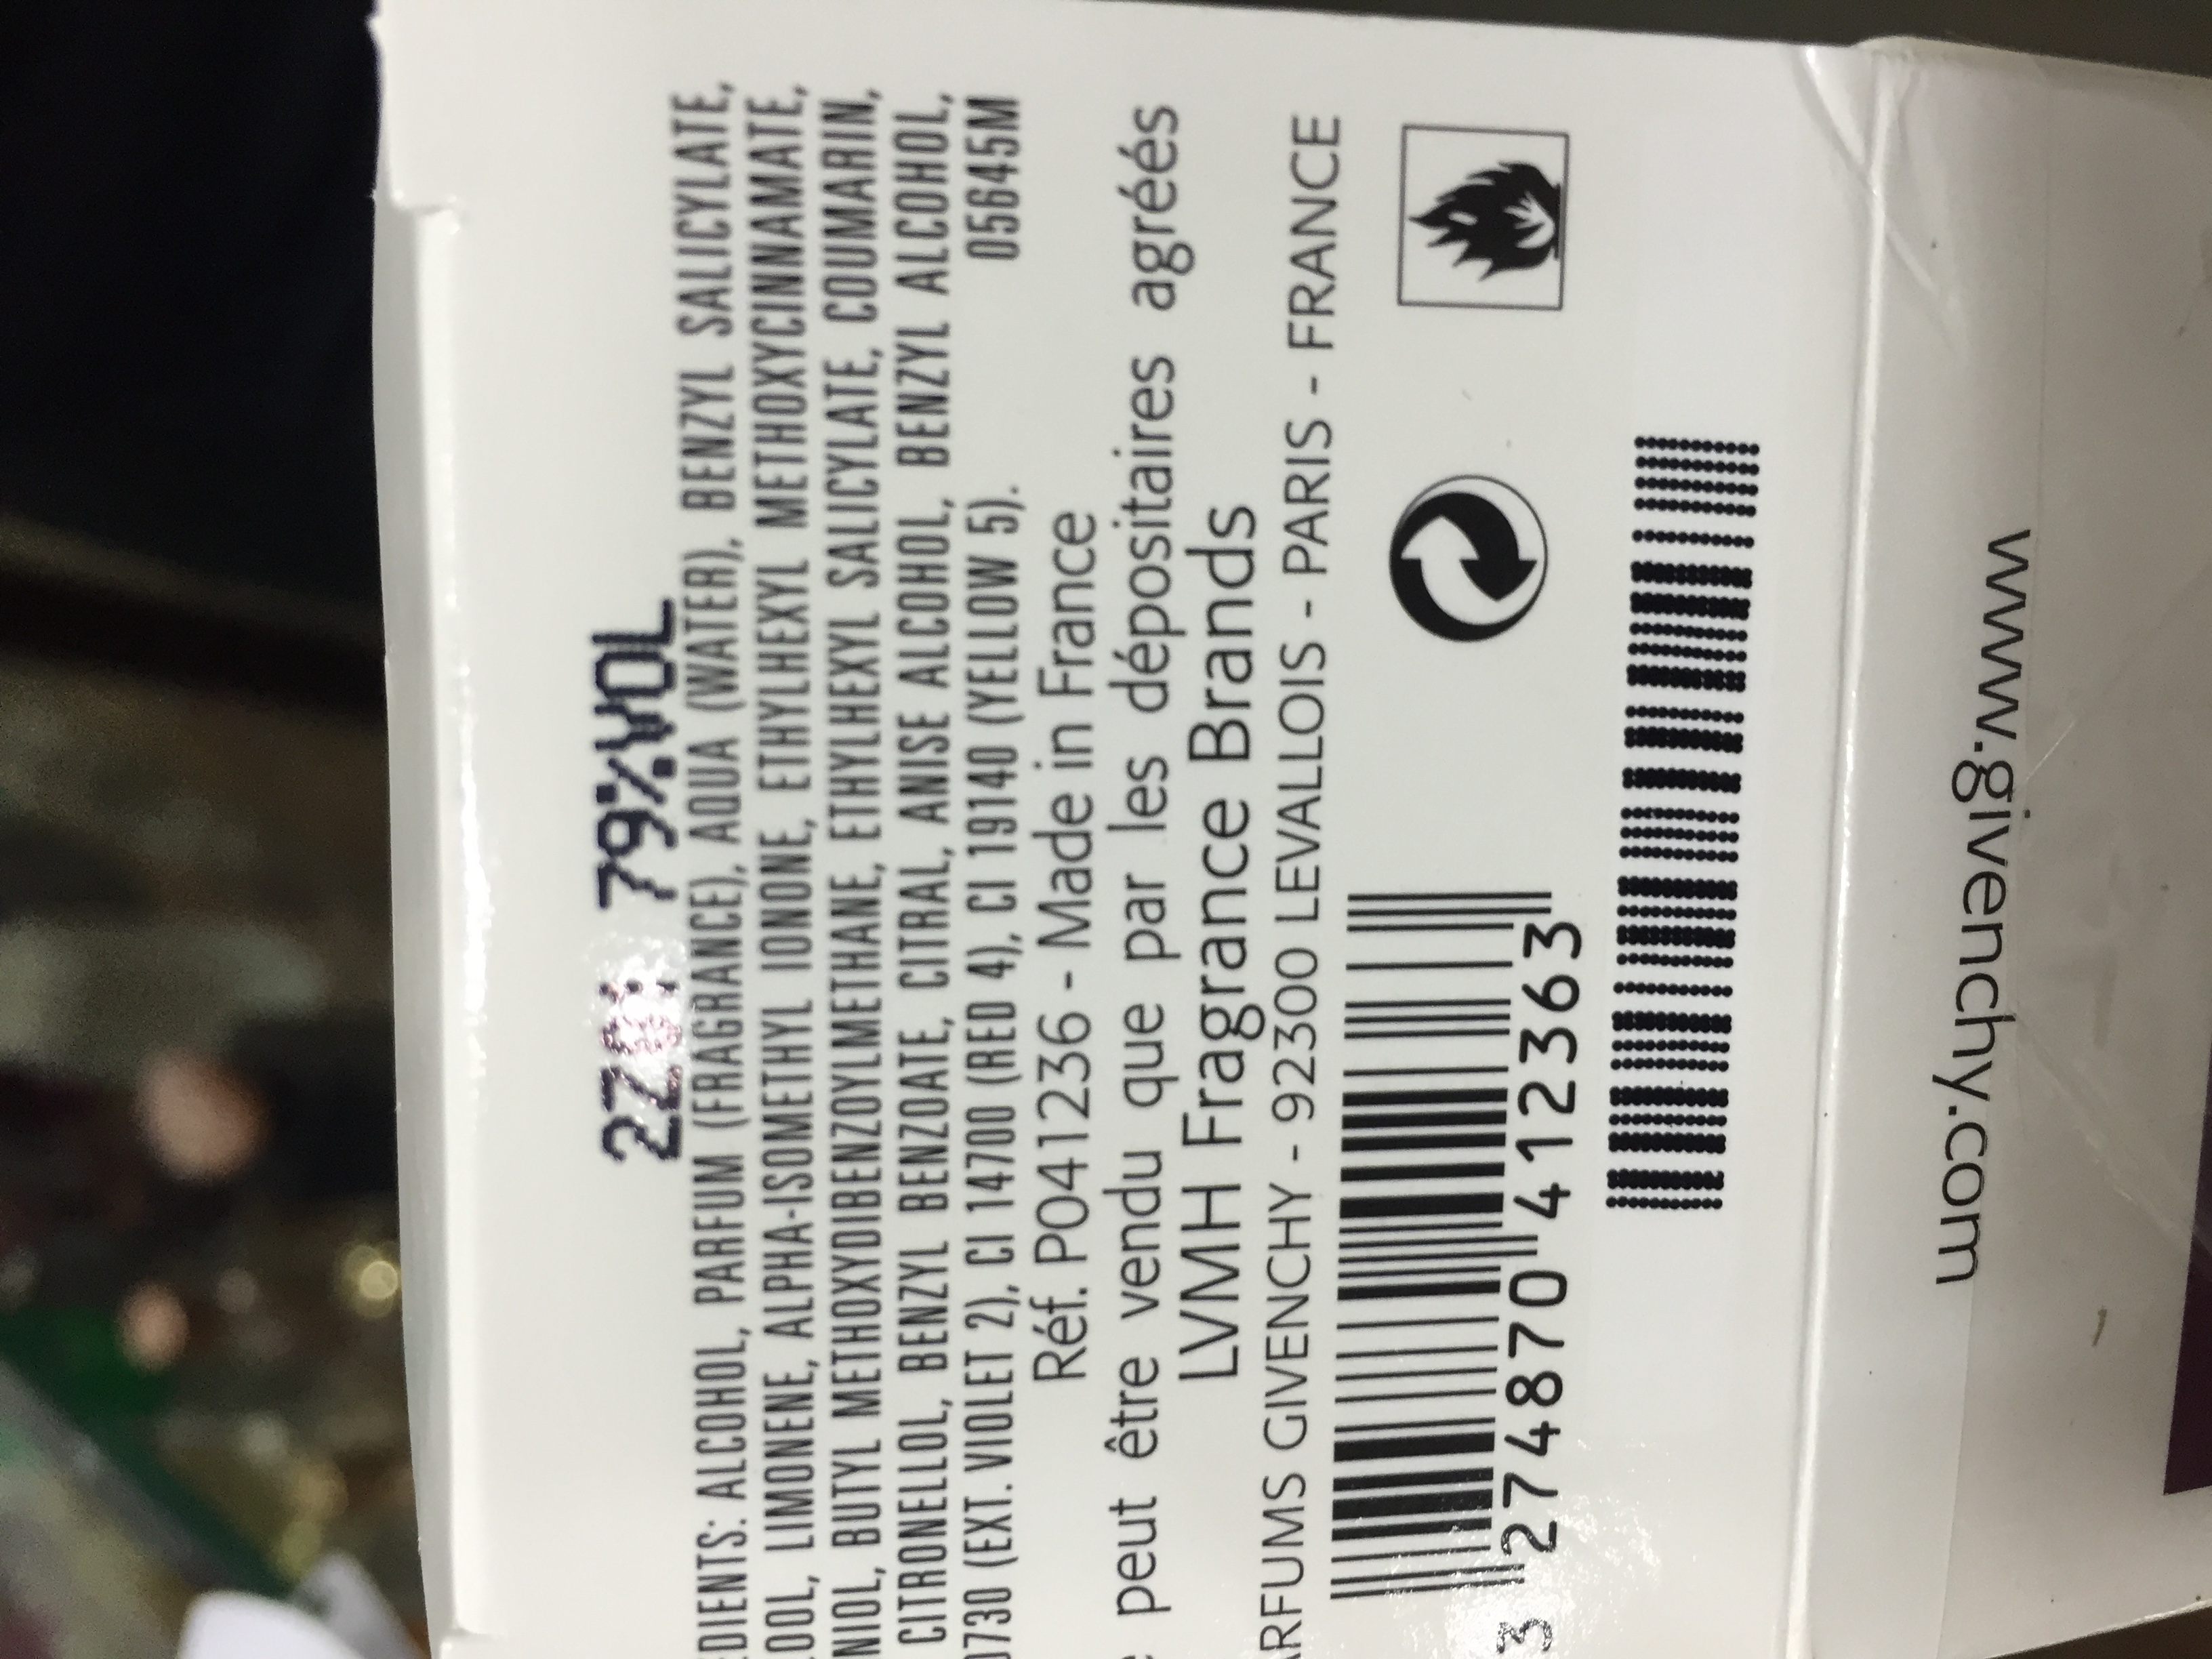 79%VOL
EDIENTS: ALCOHOL, PARFUM (FRAGRANCE), AQUA (WATER), BENZYL SALICYLATE,
OOL, LIMONENE, ALPHA-ISOMETHYL IONONE, ETHYLHEXYL METHOXYCINNAMATE,
NIOL, BUTYL METHOXYDIBENZOYLMETHANE, ETHYLHEXYL SALICYLATE, COUMARIN,
CITRONELLOL, BENZYL BENZOATE, CITRAL, ANISE ALCOHOL, BENZYL ALCOHOL,
0730 (EXT. VIOLET 2), CI 14700 (RED 4), CI 19140 (YELLOW 5). 05645M
Réf. P041236 - Made in France
peut être vendu que par les dépositaires agréés
LVMH Fragrance Brands
ARFUMS GIVENCHY - 92300 LEVALLOIS - PARIS - FRANCE
3 274870 412363
www.givenchy.com